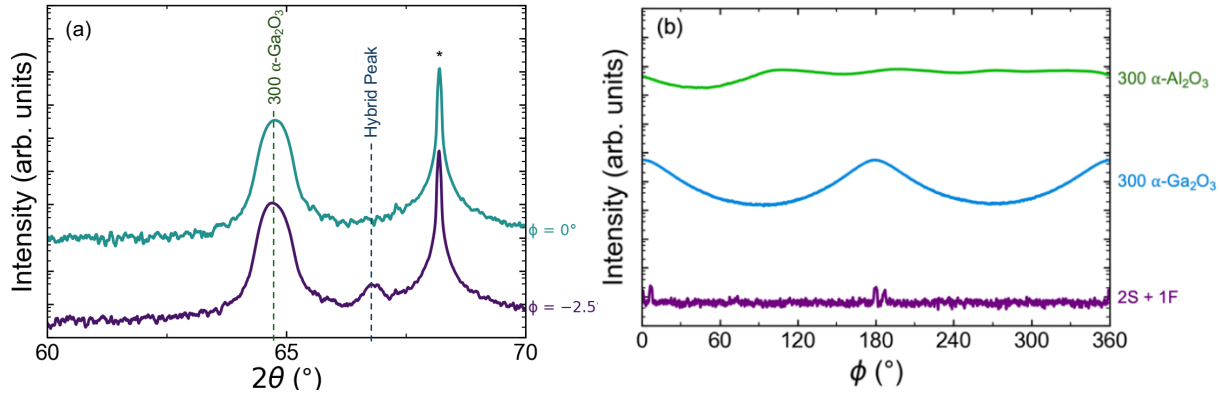 (a)
Intensity (arb. units)
300 α-Ga₂O₃
Hybrid Peak
*
ϕ = 0°
ϕ = −2.5°
60
65
70
2θ (°)
(b)
Intensity (arb. units)
300 α-Al₂O₃
300 α-Ga₂O₃
2S + 1F
0
60
120
180
240
300
360
ϕ (°)